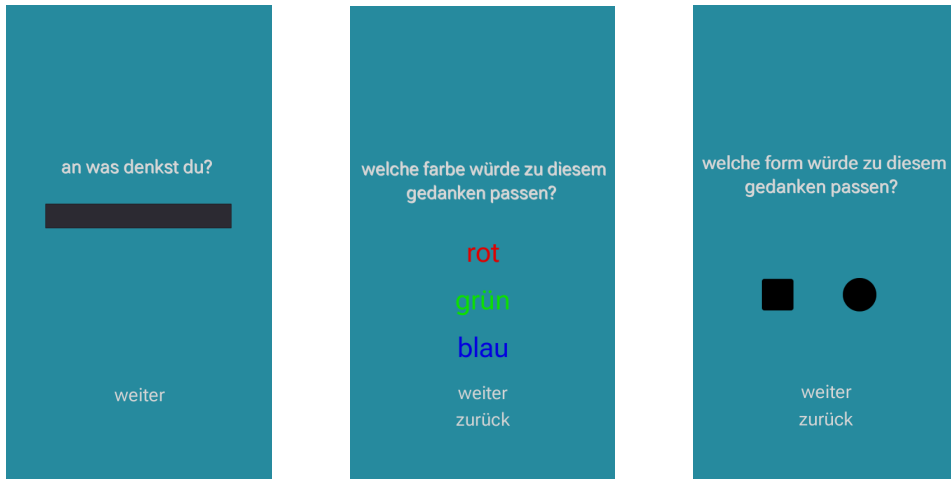 an was denkst du?
weiter
welche farbe würde zu diesem
gedanken passen?
rot
grün
blau
weiter
zurück
welche form würde zu diesem
gedanken passen?
weiter
zurück